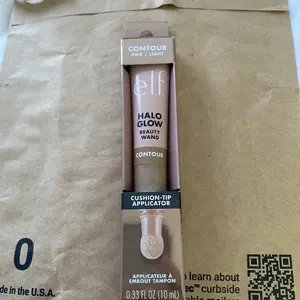 CONTOUR
FAIR / LIGHT
e.l.f.
HALO
GLOW
BEAUTY
WAND
CONTOUR
CUSHION-TIP
APPLICATOR
APPLICATEUR À
EMBOUT TAMPON
0.33 FL OZ (10 mL)
0
de in the U.S.A.
o learn about
ec™ curbside